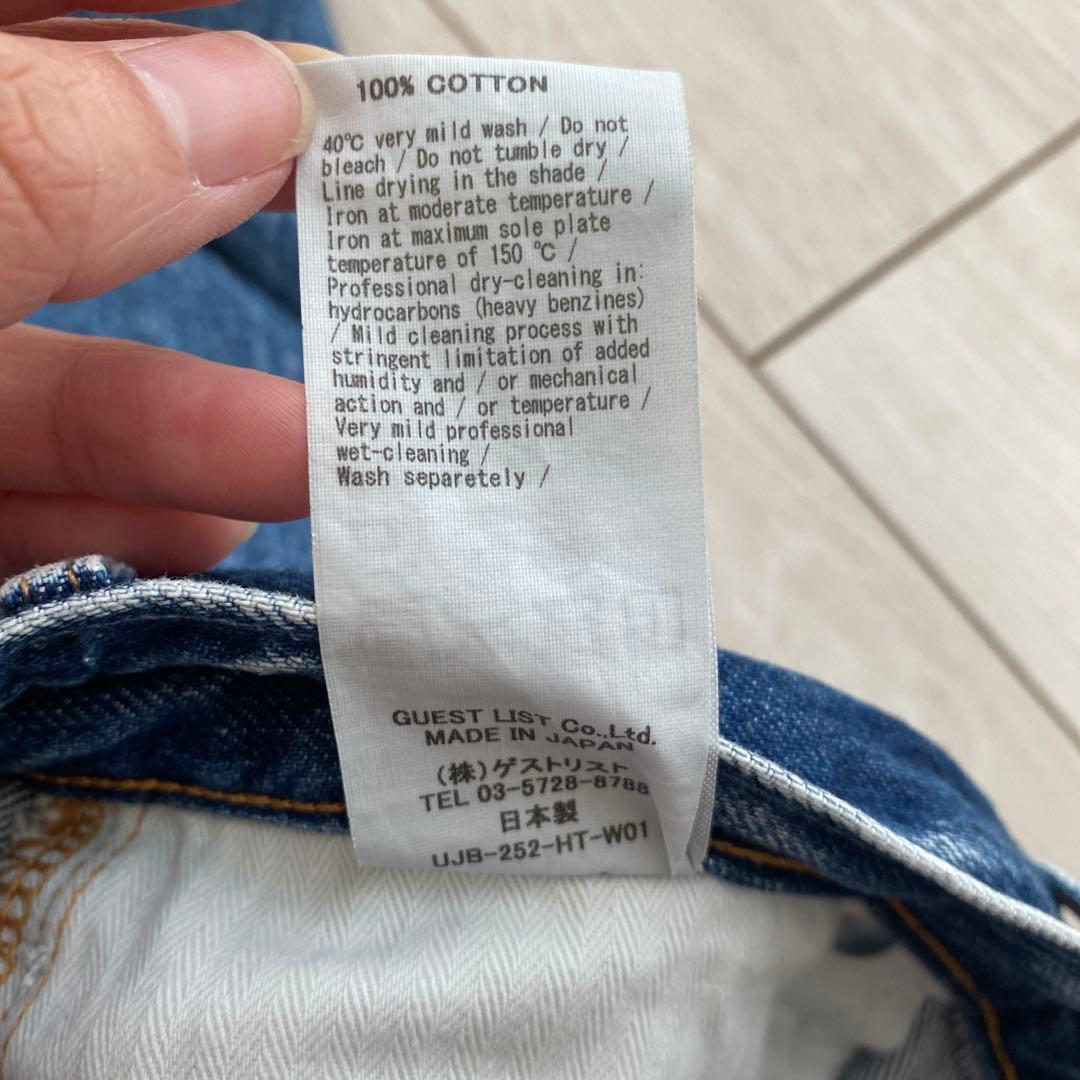 100% COTTON
40℃ very mild wash / Do not
bleach / Do not tumble dry /
Line drying in the shade /
Iron at moderate temperature /
Iron at maximum sole plate
temperature of 150 ℃ /
Professional dry-cleaning in:
hydrocarbons (heavy benzines)
/ Mild cleaning process with
stringent limitation of added
humidity and / or mechanical
action and / or temperature /
Very mild professional
wet-cleaning /
Wash separetely /
GUEST LIST Co.,Ltd.
MADE IN JAPAN
(株)ゲストリスト
TEL 03-5728-8788
日本製
UJB-252-HT-W01